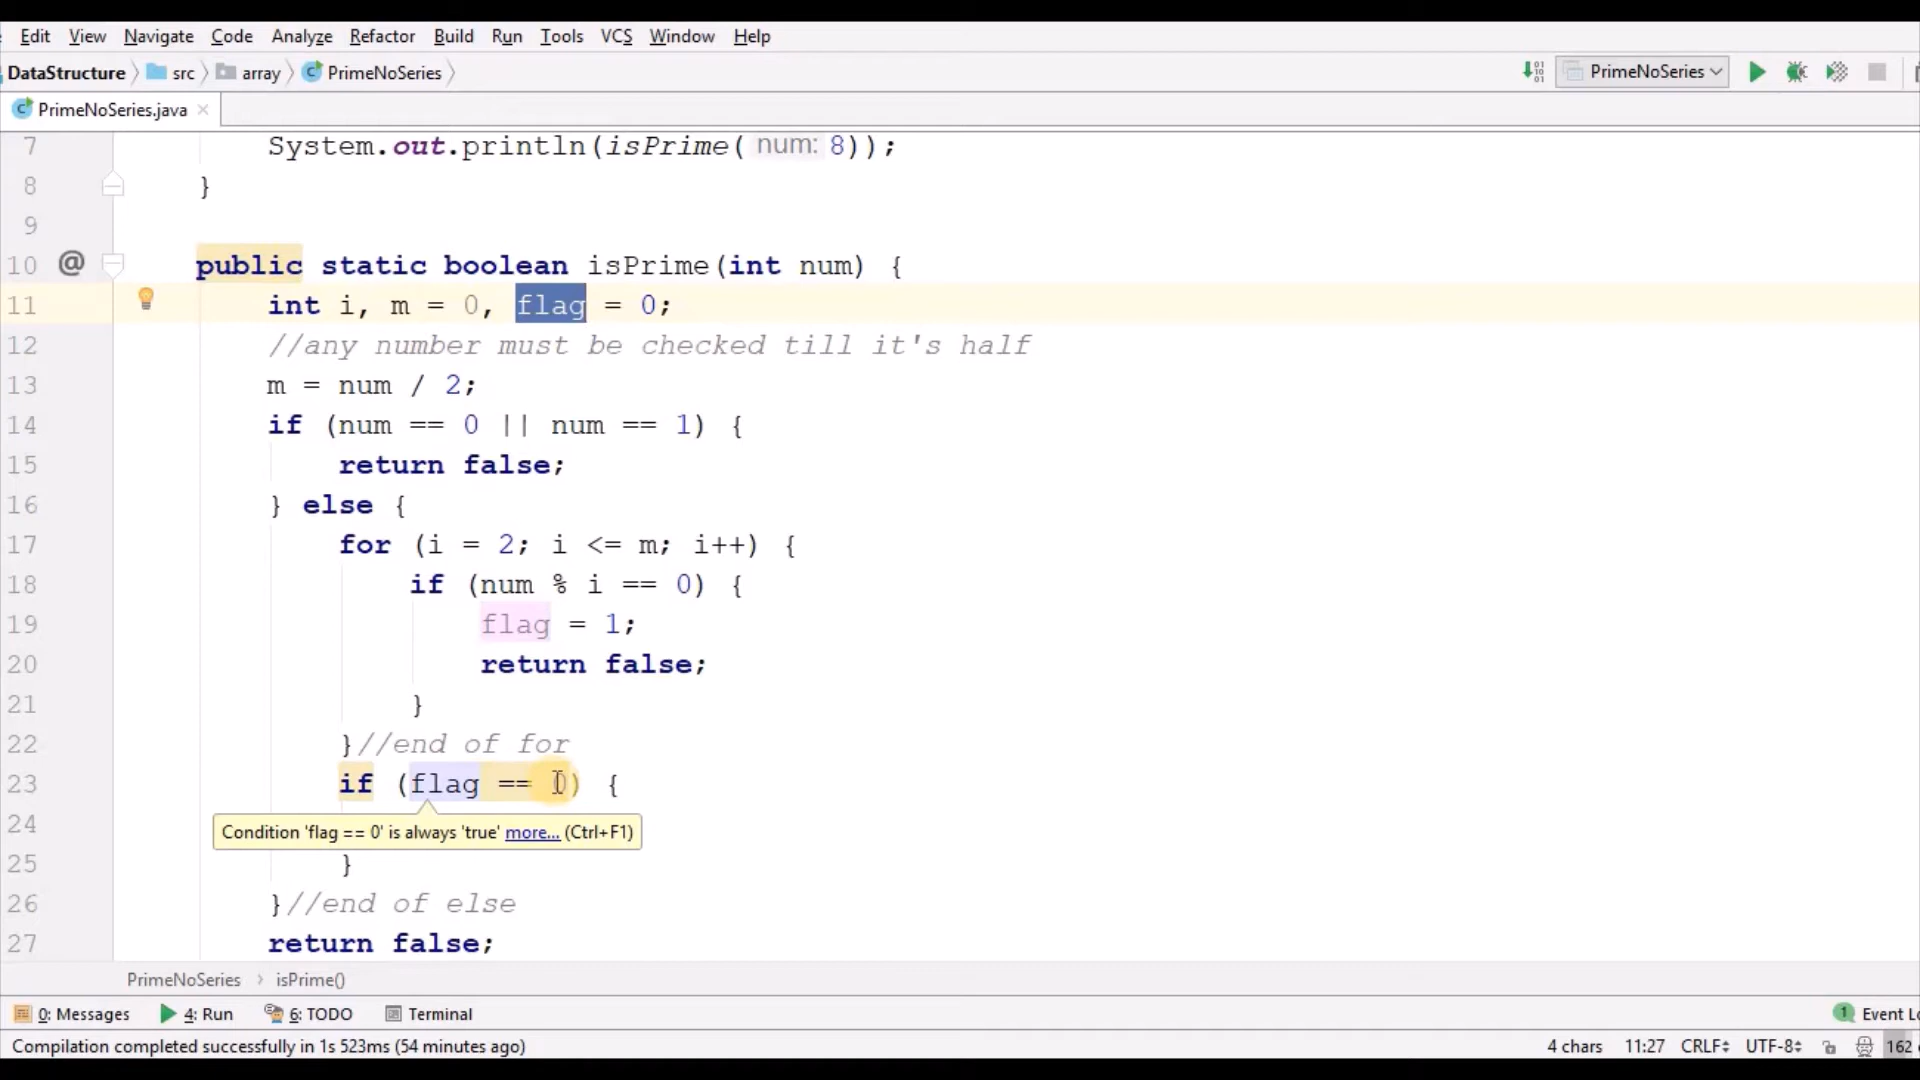 Edit View Navigate Code Analyze Refactor Build Run Tools VCS Window Help
DataStructure src array PrimeNoSeries PrimeNoSeries
PrimeNoSeries.java
7 System.out.println(isPrime( num: 8));
8 }
9
10 @ public static boolean isPrime(int num) {
11 int i, m = 0, flag = 0;
12 //any number must be checked till it's half
13 m = num / 2;
14 if (num == 0 || num == 1) {
15 return false;
16 } else {
17 for (i = 2; i <= m; i++) {
18 if (num % i == 0) {
19 flag = 1;
20 return false;
21 }
22 }//end of for
23 if (flag == 0) {
24 Condition 'flag == 0' is always 'true' more... (Ctrl+F1)
25 }
26 }//end of else
27 return false;
PrimeNoSeries › isPrime()
0: Messages 4: Run 6: TODO Terminal 1 Event
Compilation completed successfully in 1s 523ms (54 minutes ago) 4 chars 11:27 CRLF UTF-8 162